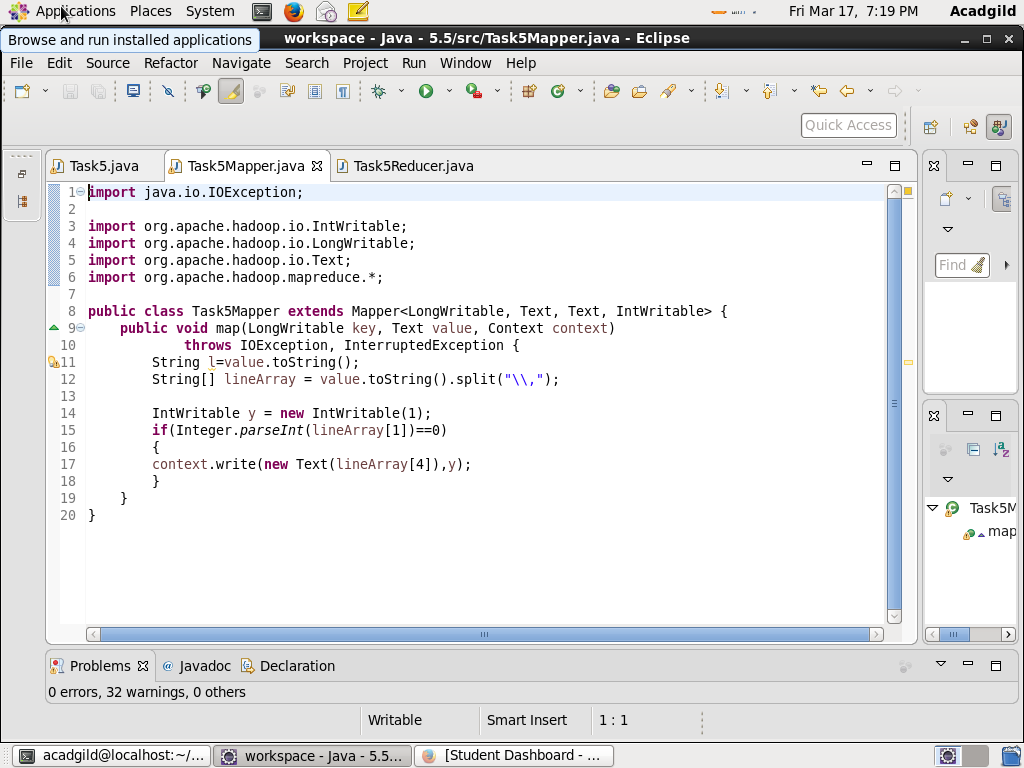 Applications Places System Fri Mar 17, 7:19 PM Acadgild
Browse and run installed applications
workspace - Java - 5.5/src/Task5Mapper.java - Eclipse
File Edit Source Refactor Navigate Search Project Run Window Help
Quick Access
Task5.java Task5Mapper.java Task5Reducer.java
1 import java.io.IOException;
2
3 import org.apache.hadoop.io.IntWritable;
4 import org.apache.hadoop.io.LongWritable;
5 import org.apache.hadoop.io.Text;
6 import org.apache.hadoop.mapreduce.*;
7
8 public class Task5Mapper extends Mapper<LongWritable, Text, Text, IntWritable> {
9 public void map(LongWritable key, Text value, Context context)
10 throws IOException, InterruptedException {
11 String l=value.toString();
12 String[] lineArray = value.toString().split("\\,");
13
14 IntWritable y = new IntWritable(1);
15 if(Integer.parseInt(lineArray[1])==0)
16 {
17 context.write(new Text(lineArray[4]),y);
18 }
19 }
20 }
Find
Task5M
map
Problems @ Javadoc Declaration
0 errors, 32 warnings, 0 others
Writable Smart Insert 1 : 1
acadgild@localhost:~/... workspace - Java - 5.5... [Student Dashboard - ...